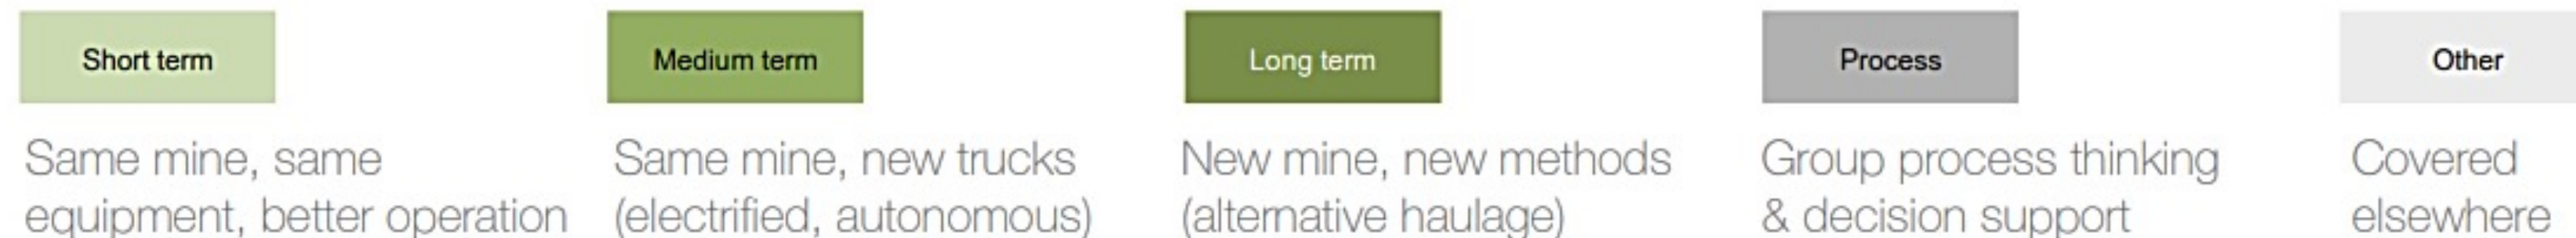 Short term
Medium term
Long term
Process
Other
Same mine, same
equipment, better operation
Same mine, new trucks
(electrified, autonomous)
New mine, new methods
(alternative haulage)
Group process thinking
& decision support
Covered
elsewhere